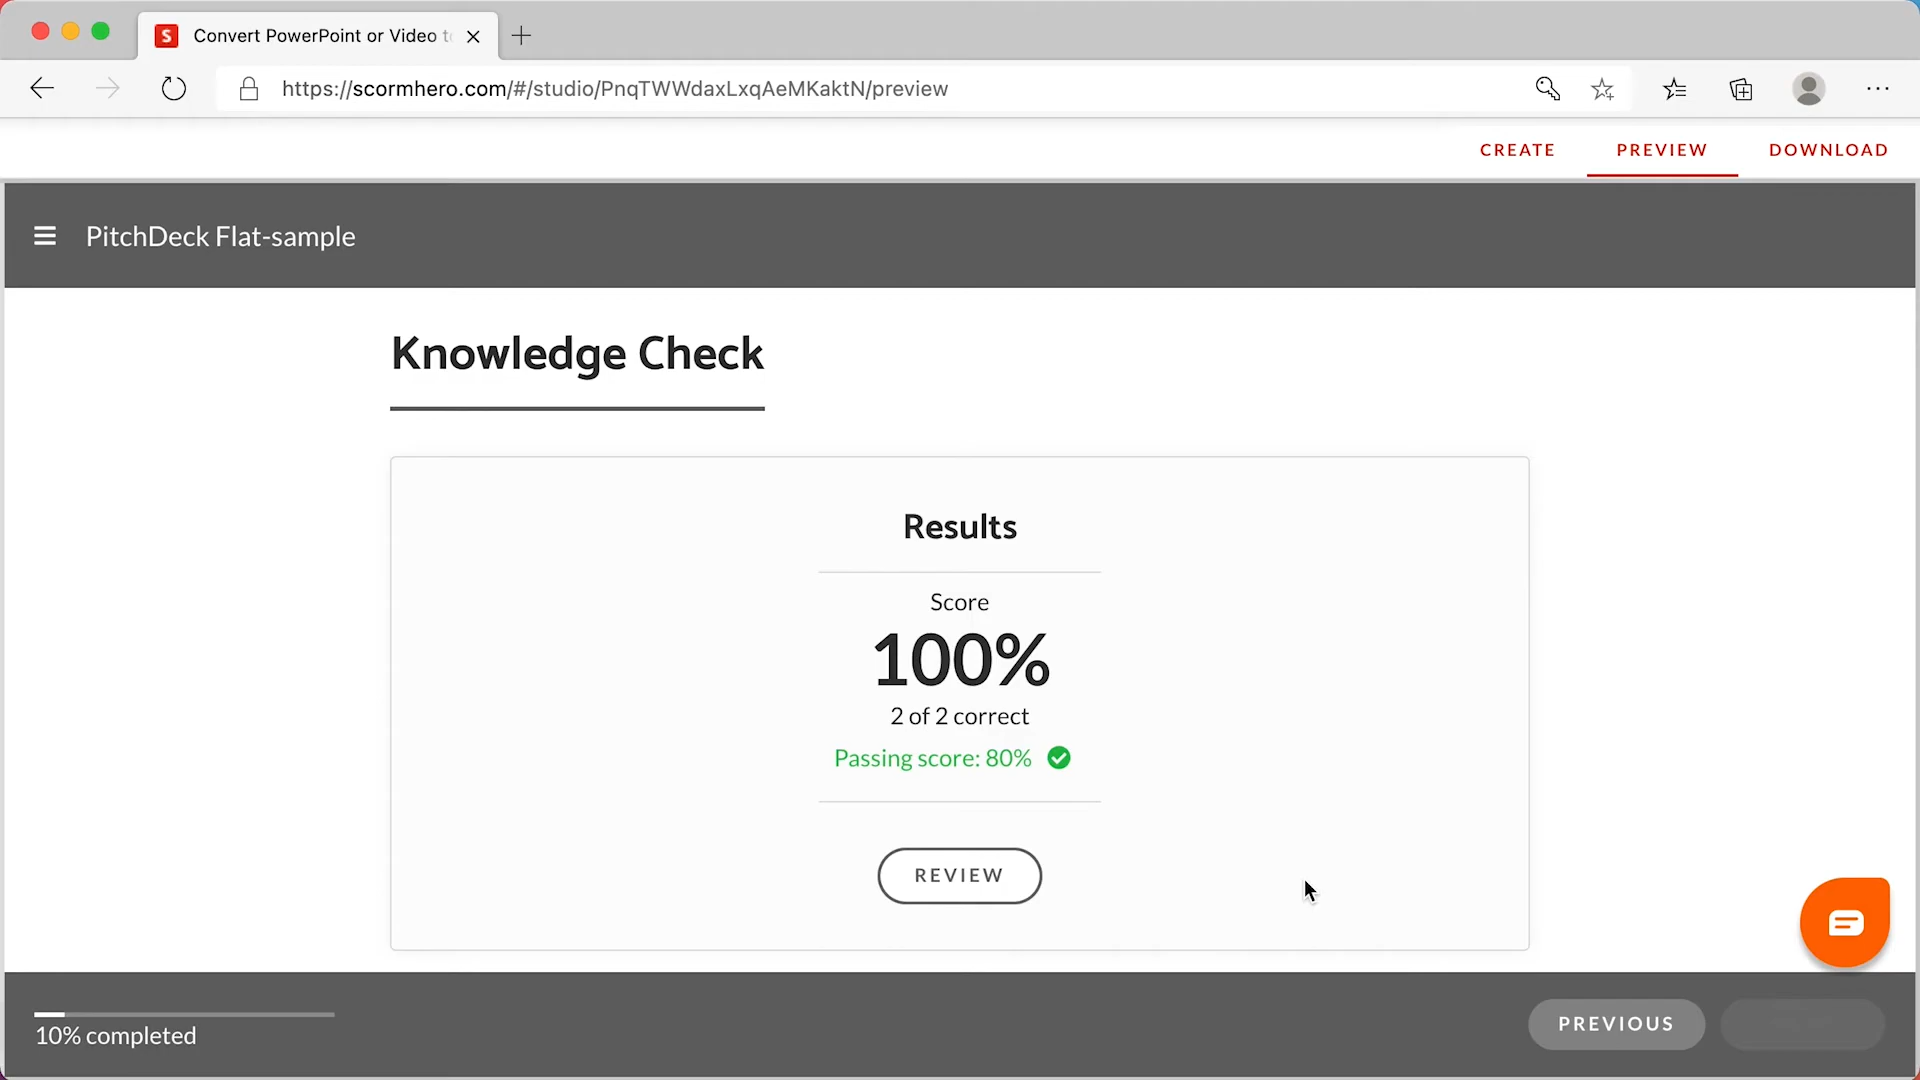 S Convert PowerPoint or Video t
https://scormhero.com/#/studio/PnqTWWdaxLxqAeMKaktN/preview
CREATE PREVIEW DOWNLOAD
PitchDeck Flat-sample
Knowledge Check
Results
Score
100%
2 of 2 correct
Passing score: 80%
REVIEW
10% completed
PREVIOUS